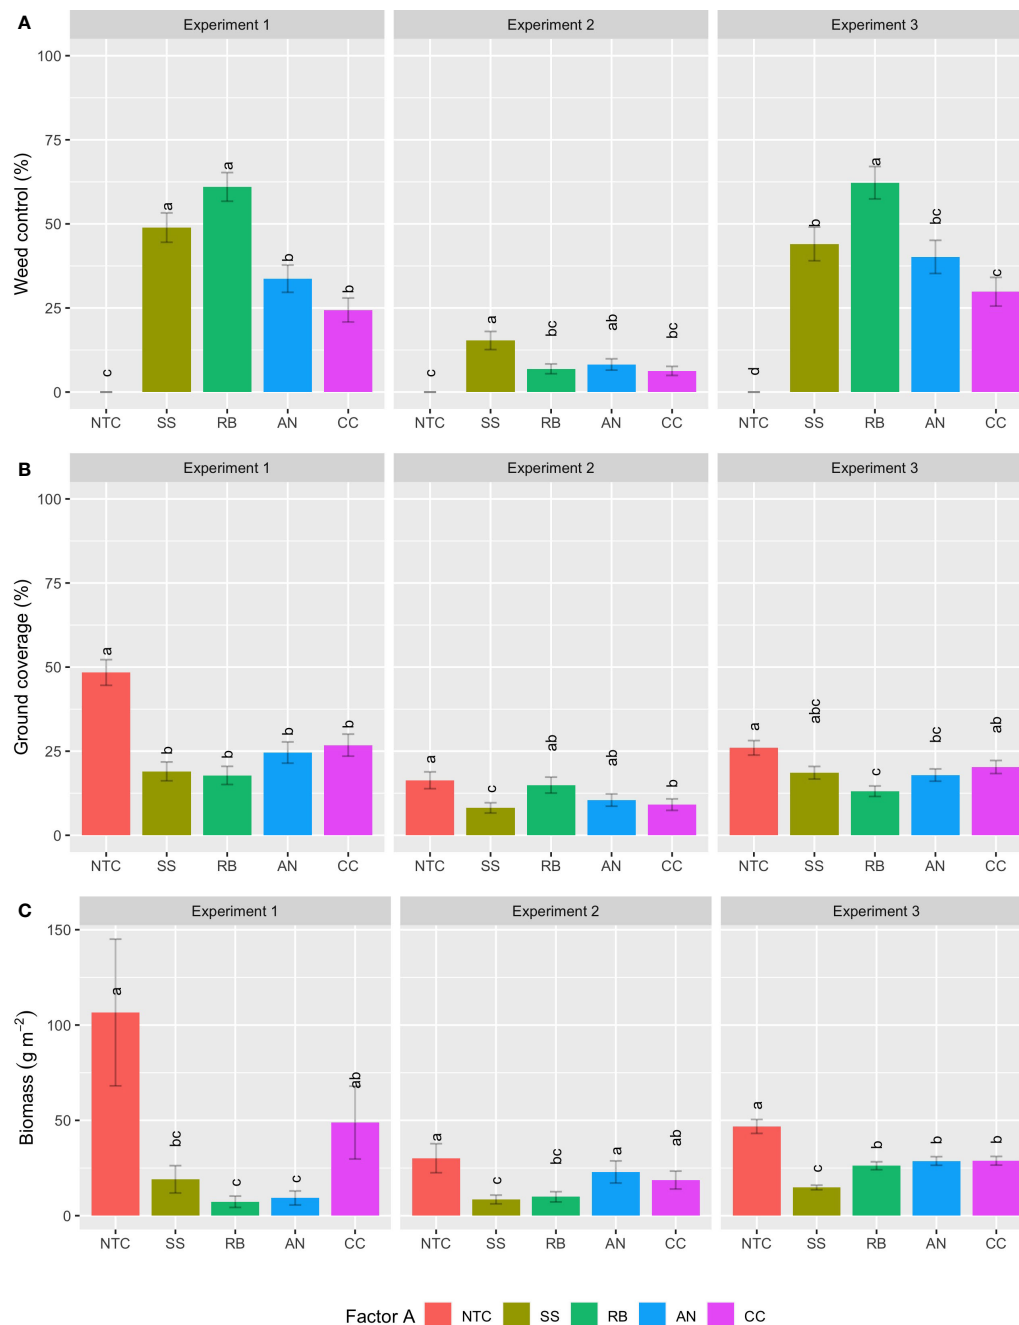 A
Experiment 1 Experiment 2 Experiment 3
Weed control (%)
100
75
50
25
0
c a a b b
c a bc ab bc
d b a bc c
NTC SS RB AN CC NTC SS RB AN CC NTC SS RB AN CC
B
Experiment 1 Experiment 2 Experiment 3
Ground coverage (%)
100
75
50
25
0
a b b b b
a c ab ab b
a abc c bc ab
NTC SS RB AN CC NTC SS RB AN CC NTC SS RB AN CC
C
Experiment 1 Experiment 2 Experiment 3
Biomass (g m⁻²)
150
100
50
0
a bc c c ab
a c bc a ab
a c b b b
NTC SS RB AN CC NTC SS RB AN CC NTC SS RB AN CC
Factor A NTC SS RB AN CC